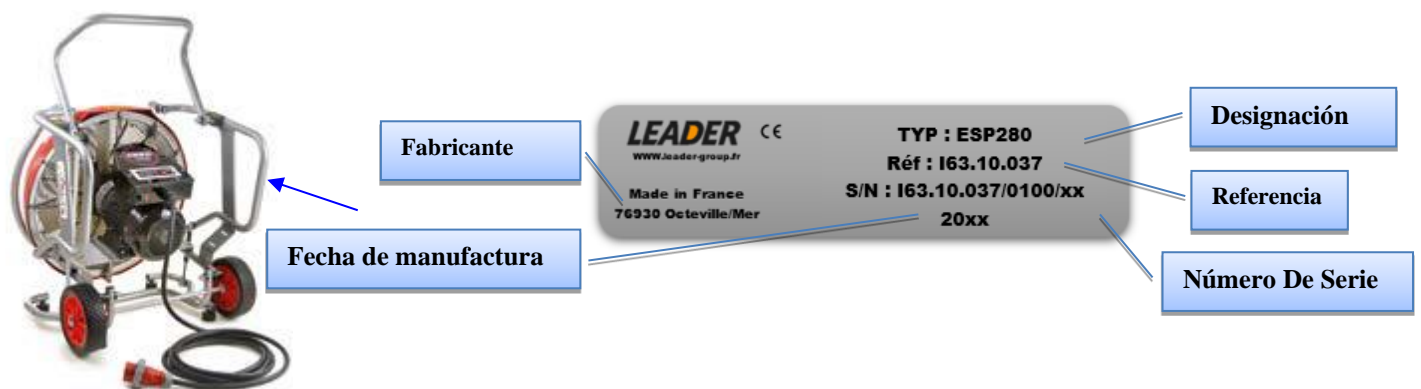 Fabricante
Fecha de manufactura
LEADER CE
WWW.leader-group.fr
Made in France
76930 Octeville/Mer
TYP : ESP280
Réf : I63.10.037
S/N : I63.10.037/0100/xx
20xx
Designación
Referencia
Número De Serie